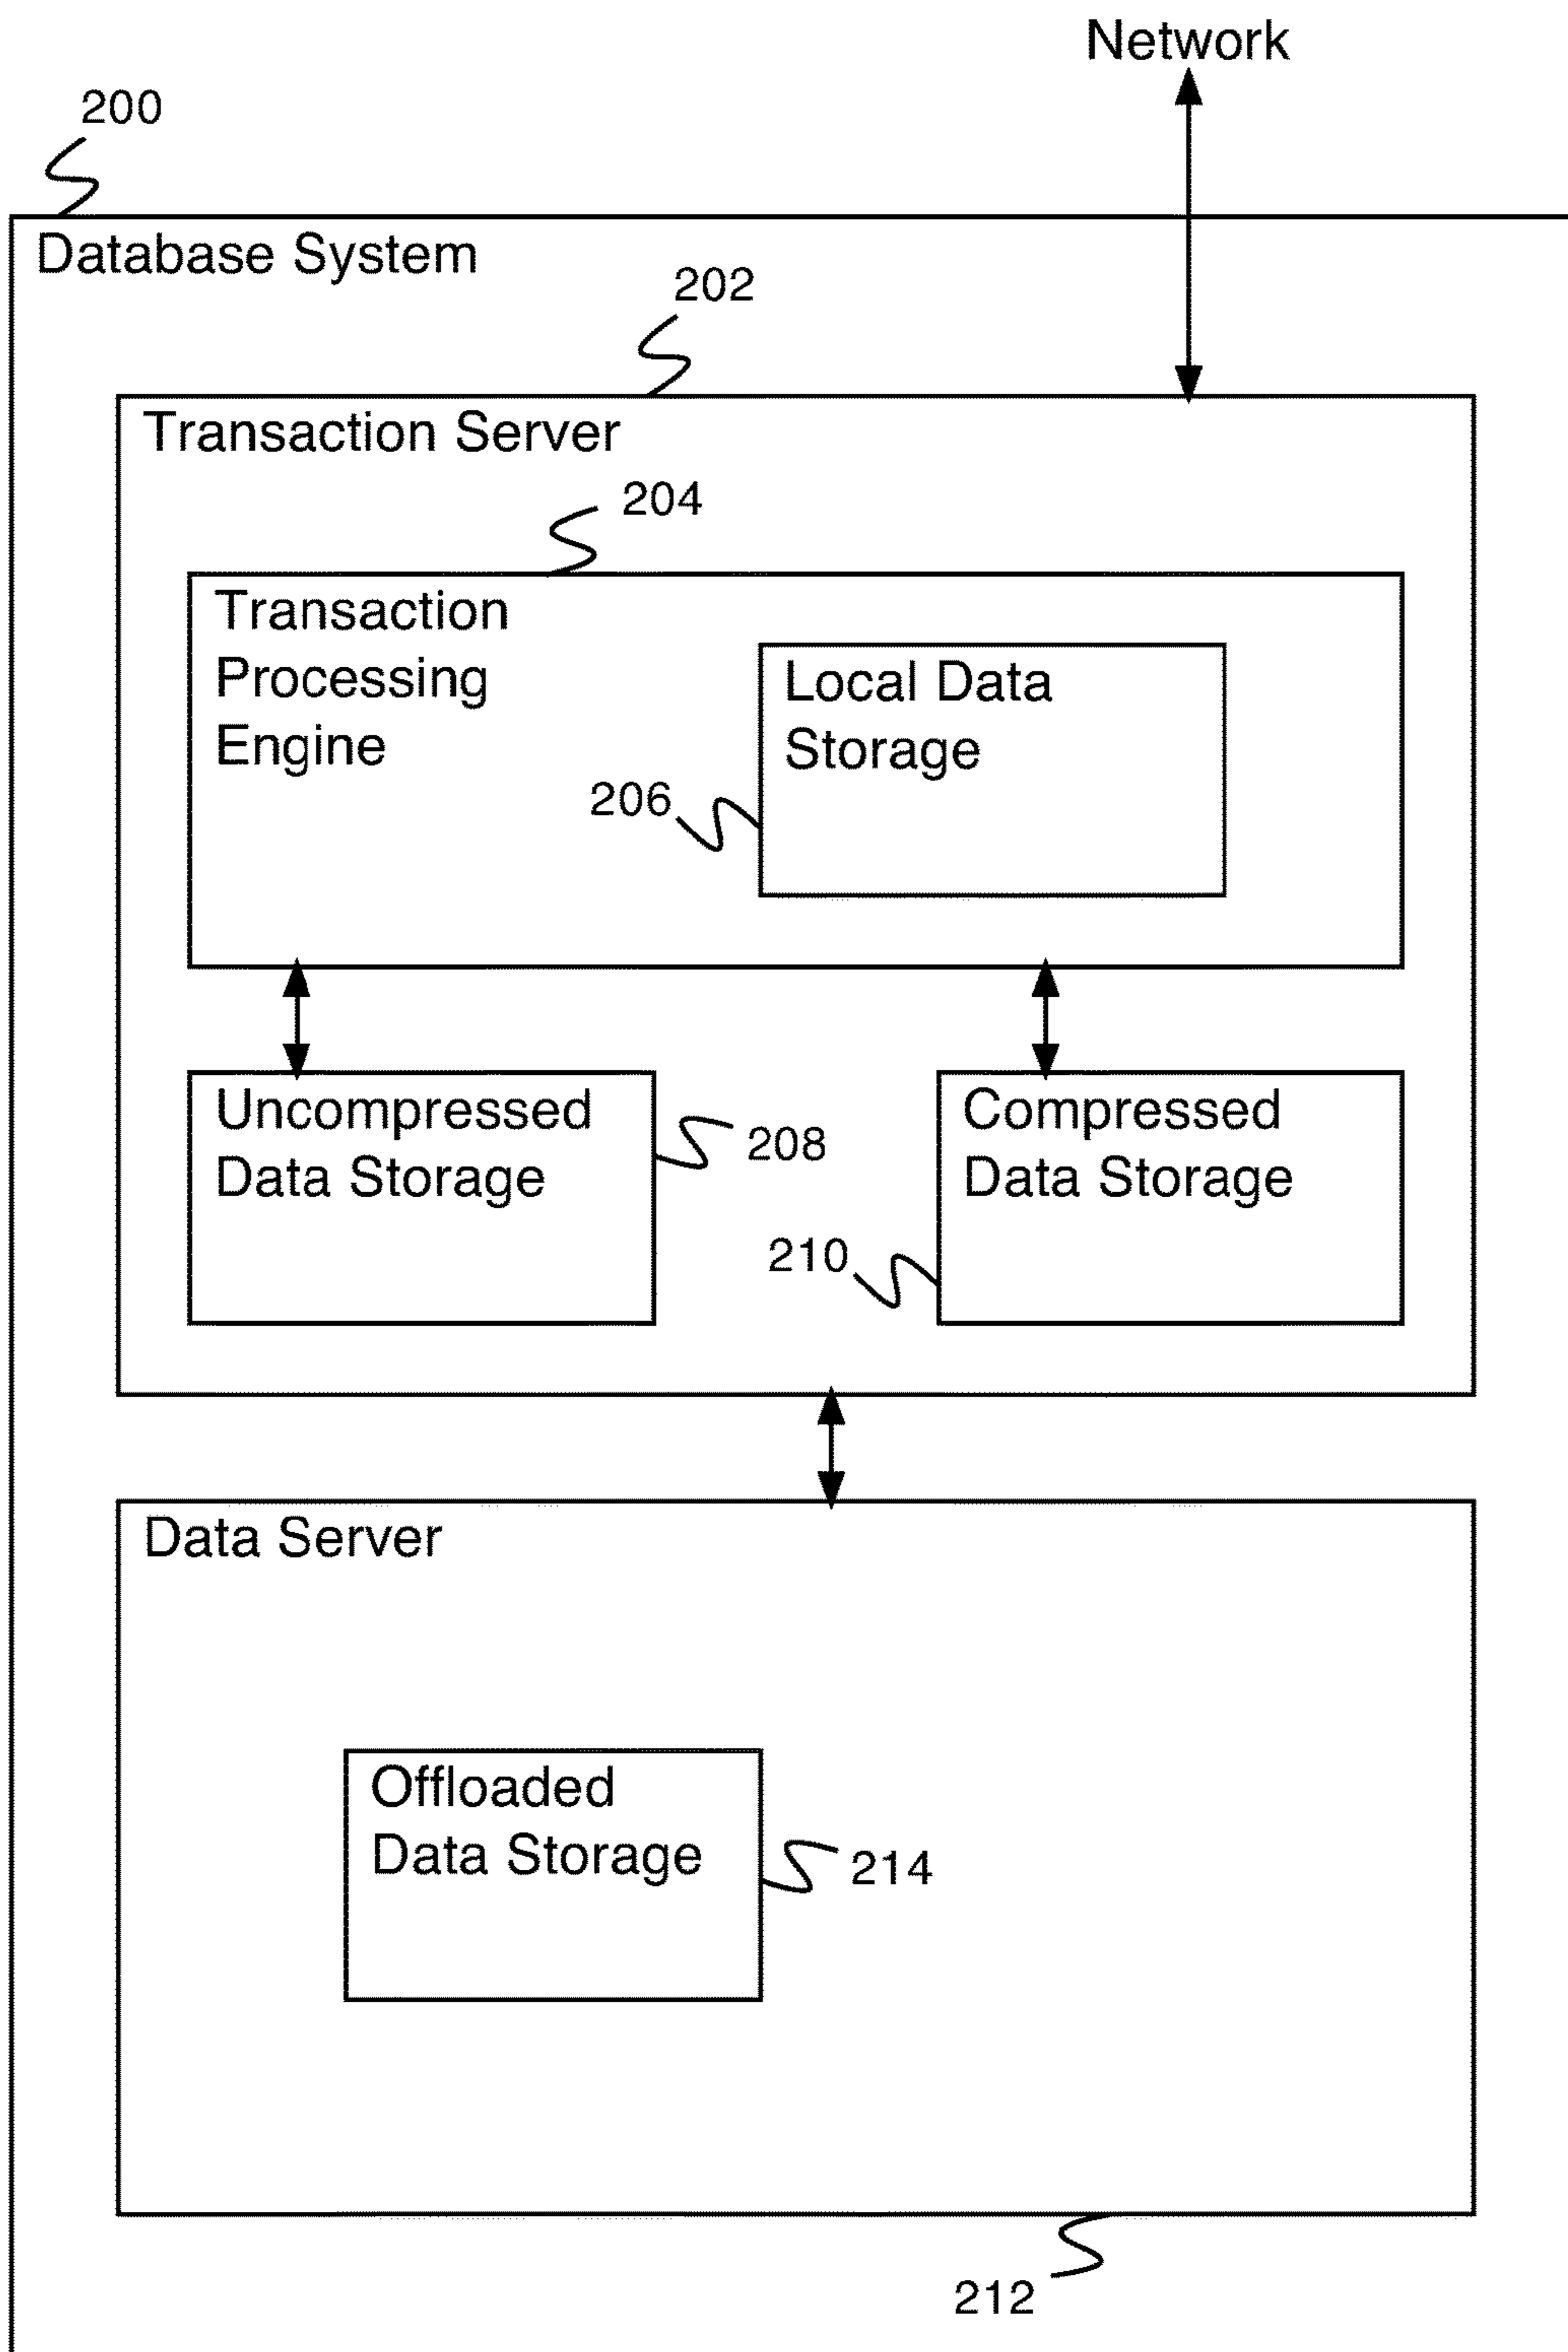 Network
200
Database System
202
Transaction Server
204
Transaction
Processing
Engine
Local Data
Storage
206
Uncompressed
Data Storage
208
Compressed
Data Storage
210
Data Server
Offloaded
Data Storage
214
212